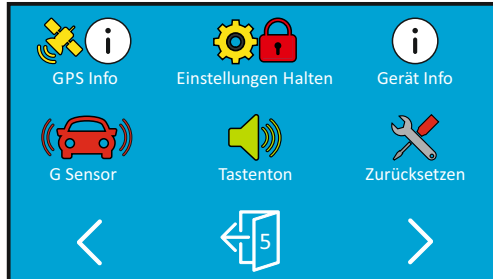 GPS Info
Einstellungen Halten
Gerät Info
G Sensor
Tastenton
Zurücksetzen
5